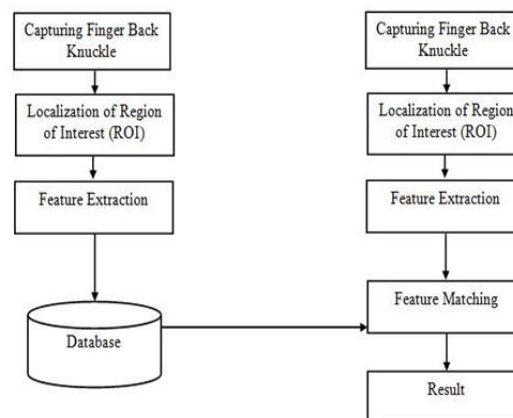 Capturing Finger Back
Knuckle
Localization of Region
of Interest (ROI)
Feature Extraction
Database
Capturing Finger Back
Knuckle
Localization of Region
of Interest (ROI)
Feature Extraction
Feature Matching
Result